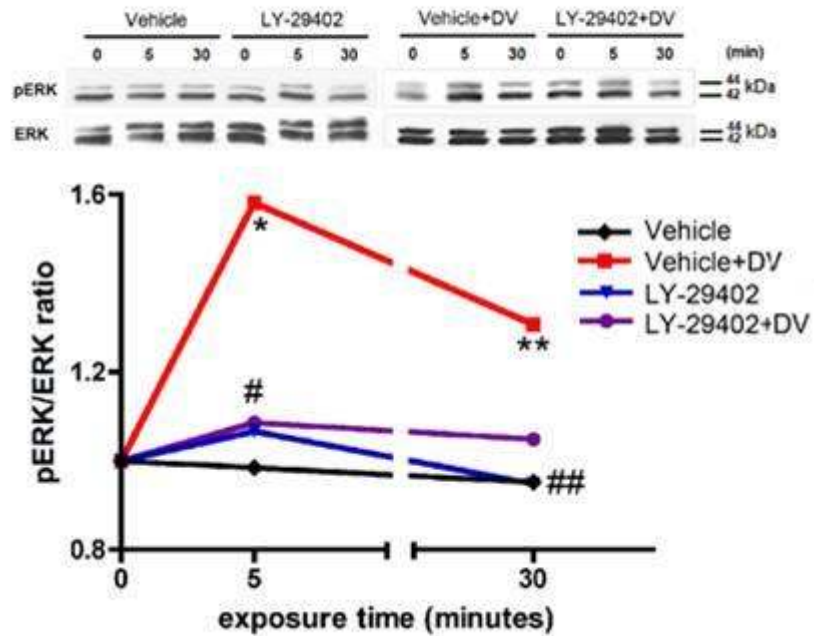 Vehicle LY-29402 Vehicle+DV LY-29402+DV
0 5 30 0 5 30 0 5 30 0 5 30 (min)
pERK 44 42 kDa
ERK 44 42 kDa
1.6
* Vehicle
Vehicle+DV
LY-29402
LY-29402+DV
**
1.2
#
##
0.8
pERK/ERK ratio
0 5 30
exposure time (minutes)